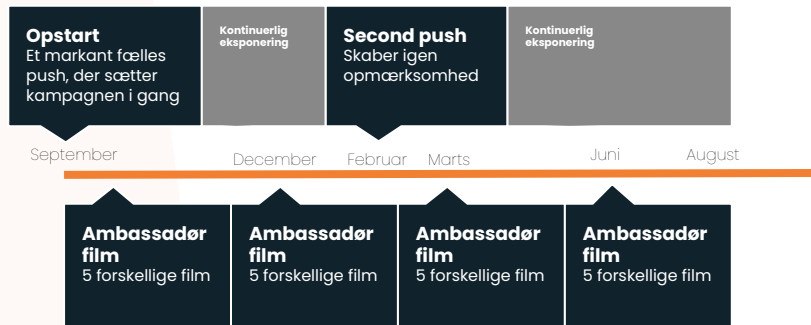 Opstart
Et markant fælles
push, der sætter
kampagnen i gang
Kontinuerlig
eksponering
Second push
Skaber igen
opmærksomhed
Kontinuerlig
eksponering
September
December
Februar
Marts
Juni
August
Ambassadør
film
5 forskellige film
Ambassadør
film
5 forskellige film
Ambassadør
film
5 forskellige film
Ambassadør
film
5 forskellige film